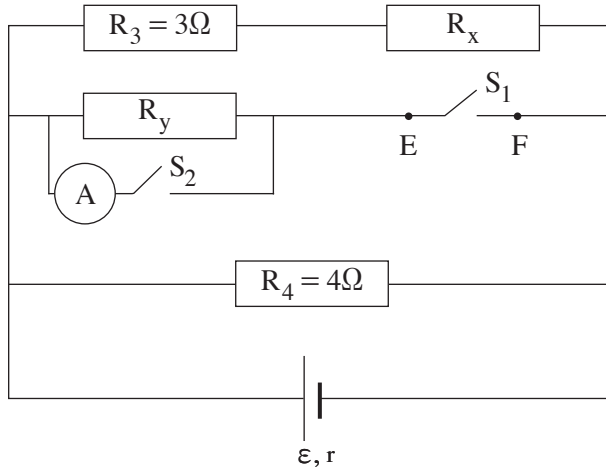 R₃ = 3Ω
Rₓ
S₁
R_y
E
F
S₂
A
R₄ = 4Ω
ε, r